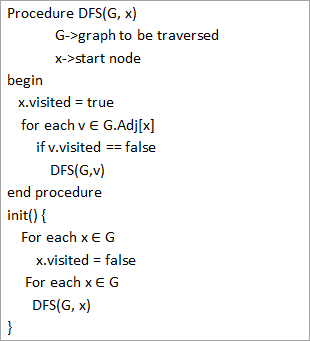 Procedure DFS(G, x)
G->graph to be traversed
x->start node
begin
x.visited = true
for each v ∈ G.Adj[x]
if v.visited == false
DFS(G,v)
end procedure
init() {
For each x ∈ G
x.visited = false
For each x ∈ G
DFS(G, x)
}